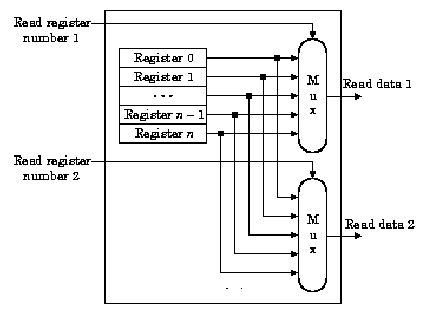 Read register
number 1
Register 0
Register 1
. . .
Register n – 1
Register n
M
u
x
Read data 1
Read register
number 2
M
u
x
Read data 2
. .